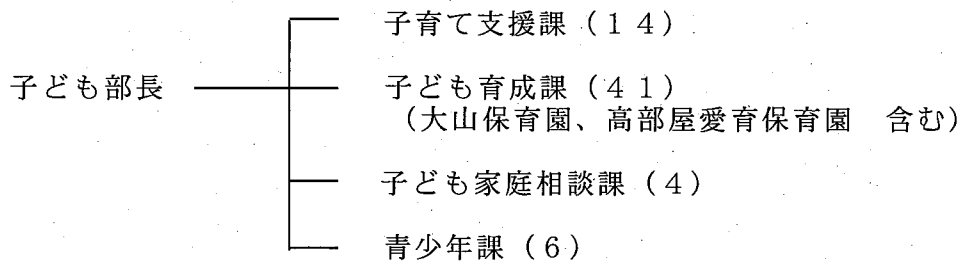 子育て支援課（１４）
子ども部長
子ども育成課（４１）
（大山保育園、高部屋愛育保育園　含む）
子ども家庭相談課（４）
青少年課（６）